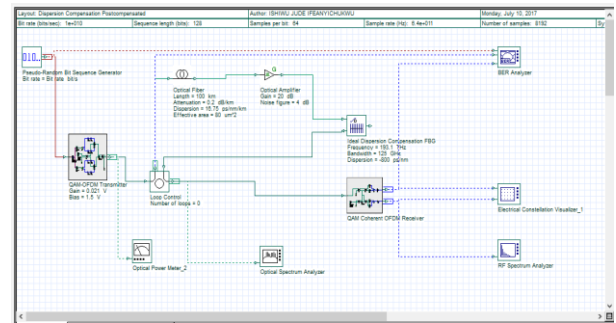 Layout: Dispersion Compensation Postcompensated
Author: ISHIWU JUDE IFEANYICHUKWU
Monday, July 10, 2017
Bit rate (bits/sec): 1e+010
Sequence length (bits): 128
Samples per bit: 64
Sample rate (Hz): 6.4e+011
Number of samples: 8192
Sy
Pseudo-Random Bit Sequence Generator
Bit rate = Bit rate bit/s
Optical Fiber
Length = 100 km
Attenuation = 0.2 dB/km
Dispersion = 16.75 ps/nm/km
Effective area = 80 um^2
Optical Amplifier
Gain = 20 dB
Noise figure = 4 dB
BER Analyzer
Ideal Dispersion Compensation FBG
Frequency = 193.1 THz
Bandwidth = 125 GHz
Dispersion = -800 ps/nm
QAM-OFDM Transmitter
Gain = 0.021 V
Bias = 1.5 V
Loop Control
Number of loops = 0
QAM Coherent OFDM Receiver
Electrical Constellation Visualizer_1
Optical Power Meter_2
Optical Spectrum Analyzer
RF Spectrum Analyzer